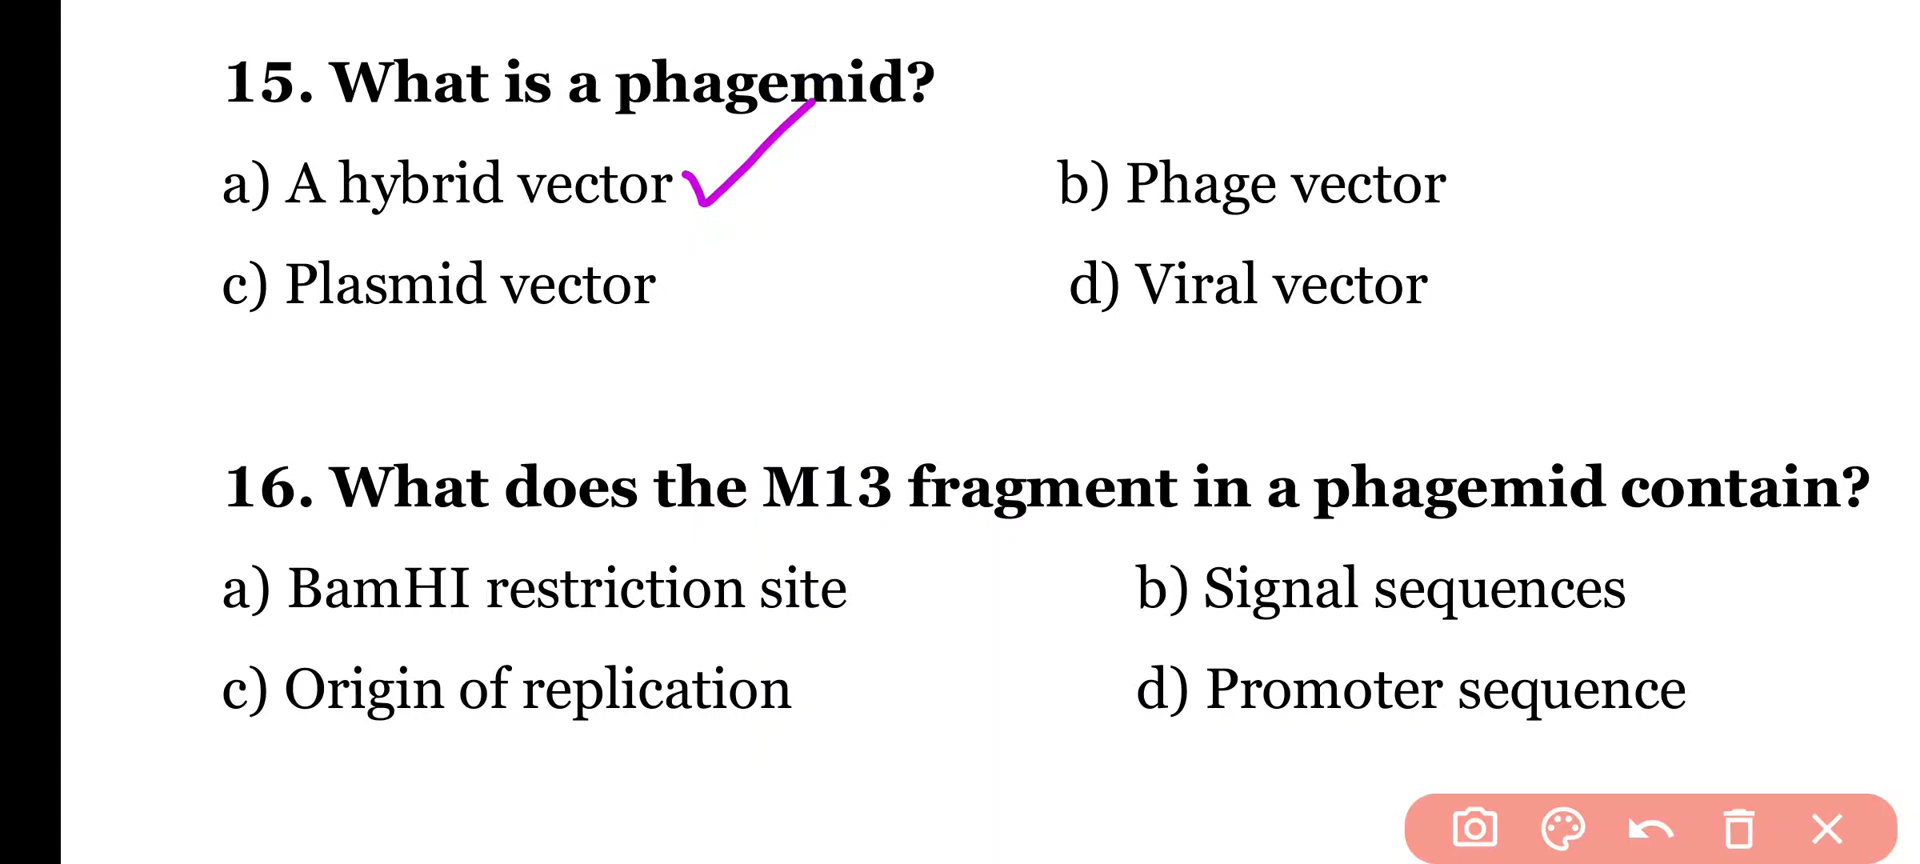 15. What is a phagemid?
a) A hybrid vector b) Phage vector
c) Plasmid vector d) Viral vector
16. What does the M13 fragment in a phagemid contain?
a) BamHI restriction site b) Signal sequences
c) Origin of replication d) Promoter sequence